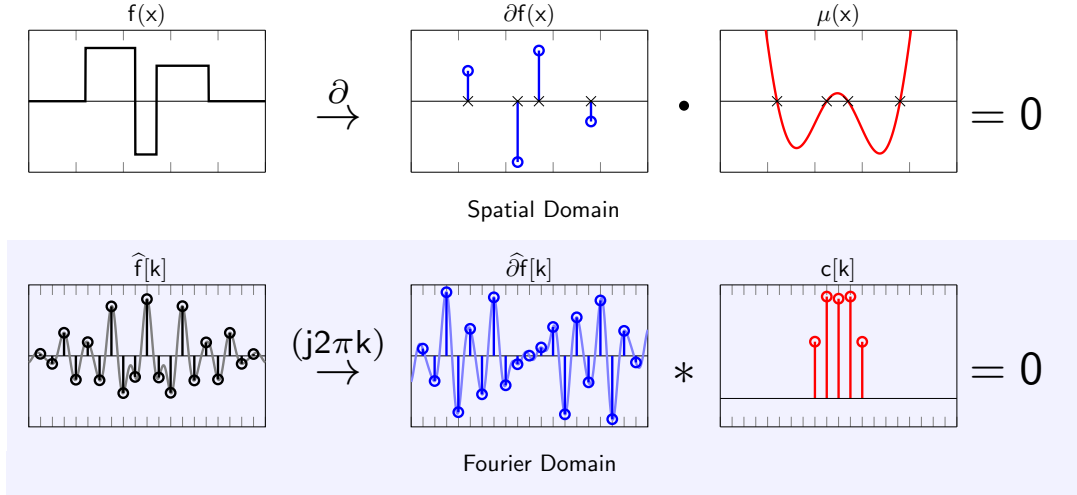 f(x)
∂f(x)
μ(x)
∂
→
•
= 0
Spatial Domain
f̂[k]
∂̂f[k]
c[k]
(j2πk)
→
∗
= 0
Fourier Domain